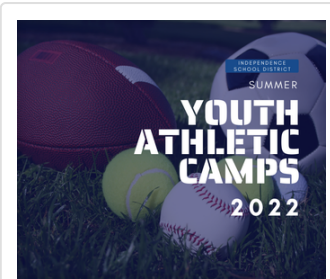 INDEPENDENCE
SCHOOL DISTRICT
SUMMER
YOUTH
ATHLETIC
CAMPS
2022